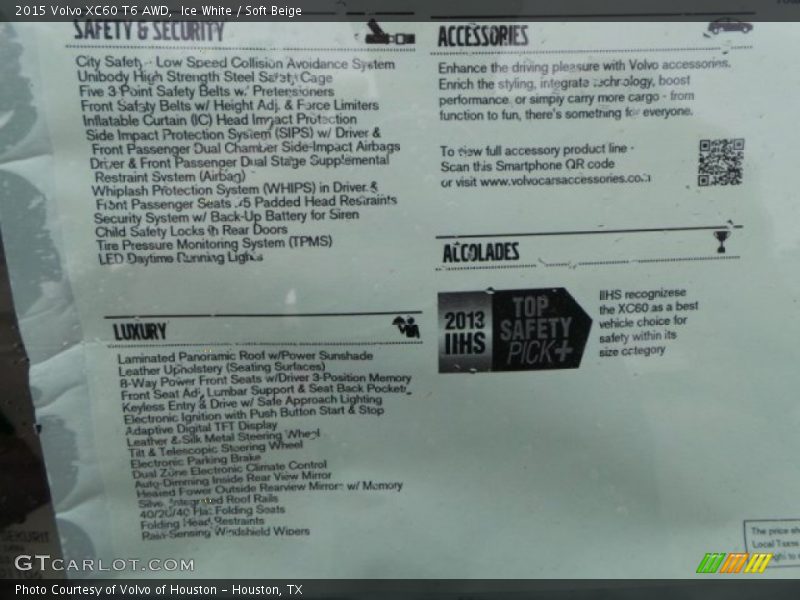 2015 Volvo XC60 T6 AWD,  Ice White / Soft Beige
SAFETY & SECURITY
City Safety - Low Speed Collision Avoidance System
Unibody High Strength Steel Safety Cage
Five 3-Point Safety Belts w/ Pretensioners
Front Safety Belts w/ Height Adj. & Force Limiters
Inflatable Curtain (IC) Head Impact Protection
Side Impact Protection System (SIPS) w/ Driver &
Front Passenger Dual Chamber Side-Impact Airbags
Driver & Front Passenger Dual Stage Supplemental
Restraint System (Airbag)
Whiplash Protection System (WHIPS) in Driver &
Front Passenger Seats /5 Padded Head Restraints
Security System w/ Back-Up Battery for Siren
Child Safety Locks in Rear Doors
Tire Pressure Monitoring System (TPMS)
LED Daytime Running Lights
LUXURY
Laminated Panoramic Roof w/Power Sunshade
Leather Upholstery (Seating Surfaces)
8-Way Power Front Seats w/Driver 3-Position Memory
Front Seat Adj. Lumbar Support & Seat Back Pockets
Keyless Entry & Drive w/ Safe Approach Lighting
Electronic Ignition with Push Button Start & Stop
Adaptive Digital TFT Display
Leather & Silk Metal Steering Wheel
Tilt & Telescopic Steering Wheel
Electronic Parking Brake
Dual Zone Electronic Climate Control
Auto-Dimming Inside Rear View Mirror
Heated Power Outside Rearview Mirrors w/ Memory
Silver Integrated Roof Rails
40/20/40 Flat Folding Seats
Folding Head Restraints
Rain-Sensing Windshield Wipers
ACCESSORIES
Enhance the driving pleasure with Volvo accessories.
Enrich the styling, integrate technology, boost
performance, or simply carry more cargo - from
function to fun, there's something for everyone.
To view full accessory product line -
Scan this Smartphone QR code
or visit www.volvocarsaccessories.com
ACCOLADES
2013
IIHS
TOP
SAFETY
PICK+
IIHS recognizese
the XC60 as a best
vehicle choice for
safety within its
size category
The price
Local Taxes
GTCARLOT.COM
Photo Courtesy of Volvo of Houston - Houston, TX